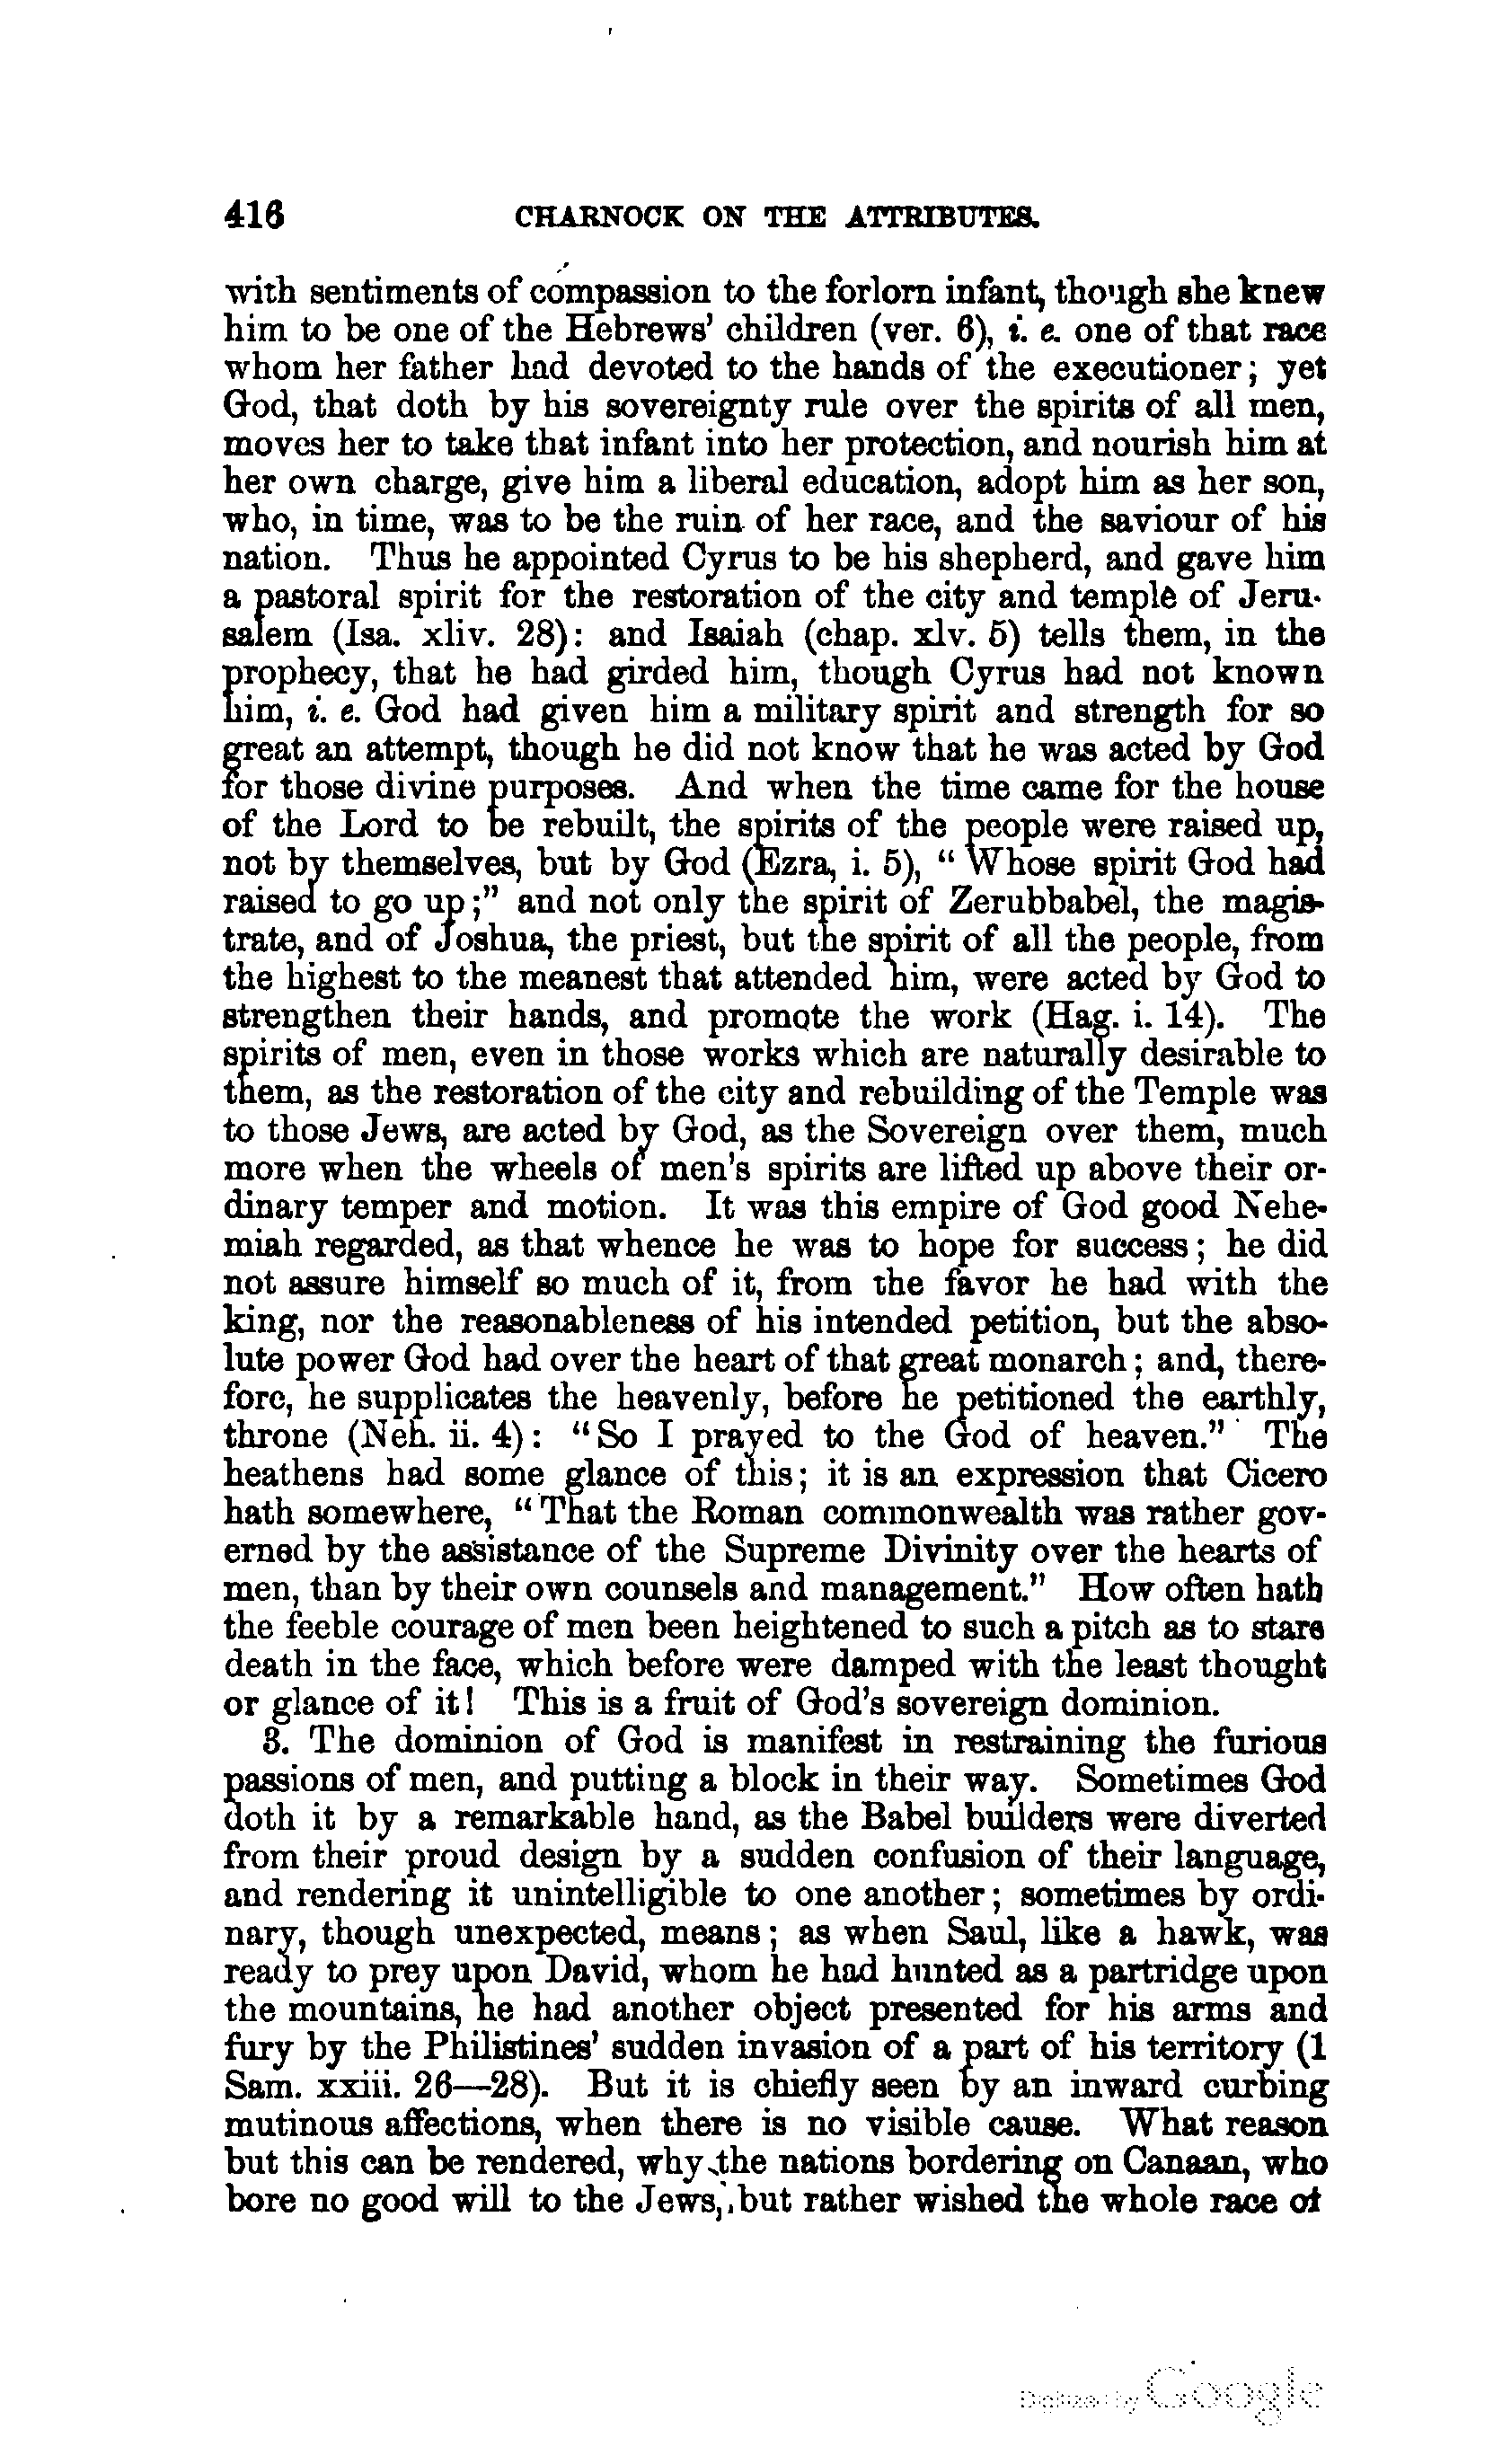 416 CHARNOCK ON THE ATTRIBUTES.
with sentiments of compassion to the forlorn infant, though she knew
him to be one of the Hebrews' children (ver. 6), i. e. one of that race
whom her father had devoted to the hands of the executioner; yet
God, that doth by his sovereignty rule over the spirits of all men,
moves her to take that infant into her protection, and nourish him at
her own charge, give him a liberal education, adopt him as her son,
who, in time, was to be the ruin of her race, and the saviour of his
nation. Thus he appointed Cyrus to be his shepherd, and gave him
a pastoral spirit for the restoration of the city and temple of Jeru-
salem (Isa. xliv. 28): and Isaiah (chap. xlv. 5) tells them, in the
prophecy, that he had girded him, though Cyrus had not known
him, i. e. God had given him a military spirit and strength for so
great an attempt, though he did not know that he was acted by God
for those divine purposes. And when the time came for the house
of the Lord to be rebuilt, the spirits of the people were raised up,
not by themselves, but by God (Ezra, i. 5), "Whose spirit God had
raised to go up;" and not only the spirit of Zerubbabel, the magis-
trate, and of Joshua, the priest, but the spirit of all the people, from
the highest to the meanest that attended him, were acted by God to
strengthen their hands, and promote the work (Hag. i. 14). The
spirits of men, even in those works which are naturally desirable to
them, as the restoration of the city and rebuilding of the Temple was
to those Jews, are acted by God, as the Sovereign over them, much
more when the wheels of men's spirits are lifted up above their or-
dinary temper and motion. It was this empire of God good Nehe-
miah regarded, as that whence he was to hope for success; he did
not assure himself so much of it, from the favor he had with the
king, nor the reasonableness of his intended petition, but the abso-
lute power God had over the heart of that great monarch; and, there-
fore, he supplicates the heavenly, before he petitioned the earthly,
throne (Neh. ii. 4): "So I prayed to the God of heaven." The
heathens had some glance of this; it is an expression that Cicero
hath somewhere, "That the Roman commonwealth was rather gov-
erned by the assistance of the Supreme Divinity over the hearts of
men, than by their own counsels and management." How often hath
the feeble courage of men been heightened to such a pitch as to stare
death in the face, which before were damped with the least thought
or glance of it! This is a fruit of God's sovereign dominion.
3. The dominion of God is manifest in restraining the furious
passions of men, and putting a block in their way. Sometimes God
doth it by a remarkable hand, as the Babel builders were diverted
from their proud design by a sudden confusion of their language,
and rendering it unintelligible to one another; sometimes by ordi-
nary, though unexpected, means; as when Saul, like a hawk, was
ready to prey upon David, whom he had hunted as a partridge upon
the mountains, he had another object presented for his arms and
fury by the Philistines' sudden invasion of a part of his territory (1
Sam. xxiii. 26—28). But it is chiefly seen by an inward curbing
mutinous affections, when there is no visible cause. What reason
but this can be rendered, why the nations bordering on Canaan, who
bore no good will to the Jews, but rather wished the whole race of
Digitized by Google